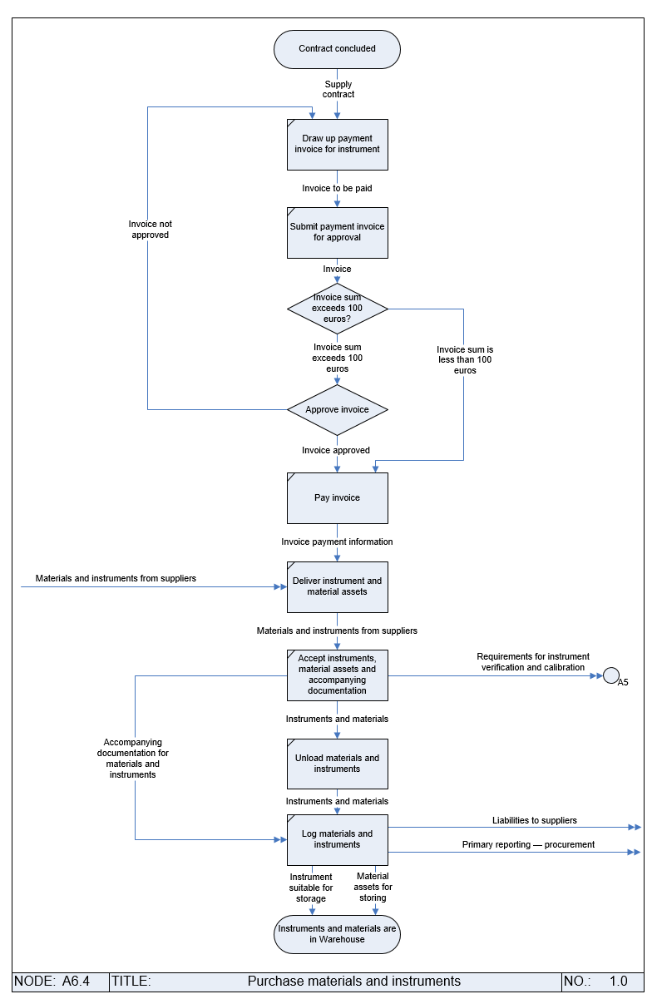 Contract concluded
Supply
contract
Draw up payment
invoice for instrument
Invoice to be paid
Invoice not
approved
Submit payment invoice
for approval
Invoice
Invoice sum
exceeds 100
euros?
Invoice sum
exceeds 100
euros
Invoice sum is
less than 100
euros
Approve invoice
Invoice approved
Pay invoice
Invoice payment information
Materials and instruments from suppliers
Deliver instrument and
material assets
Materials and instruments from suppliers
Accept instruments,
material assets and
accompanying
documentation
Requirements for instrument
verification and calibration
A5
Instruments and materials
Accompanying
documentation for
materials and
instruments
Unload materials and
instruments
Instruments and materials
Log materials and
instruments
Liabilities to suppliers
Primary reporting — procurement
Instrument
suitable for
storage
Material
assets for
storing
Instruments and materials are
in Warehouse
NODE: A6.4 TITLE: Purchase materials and instruments NO.: 1.0